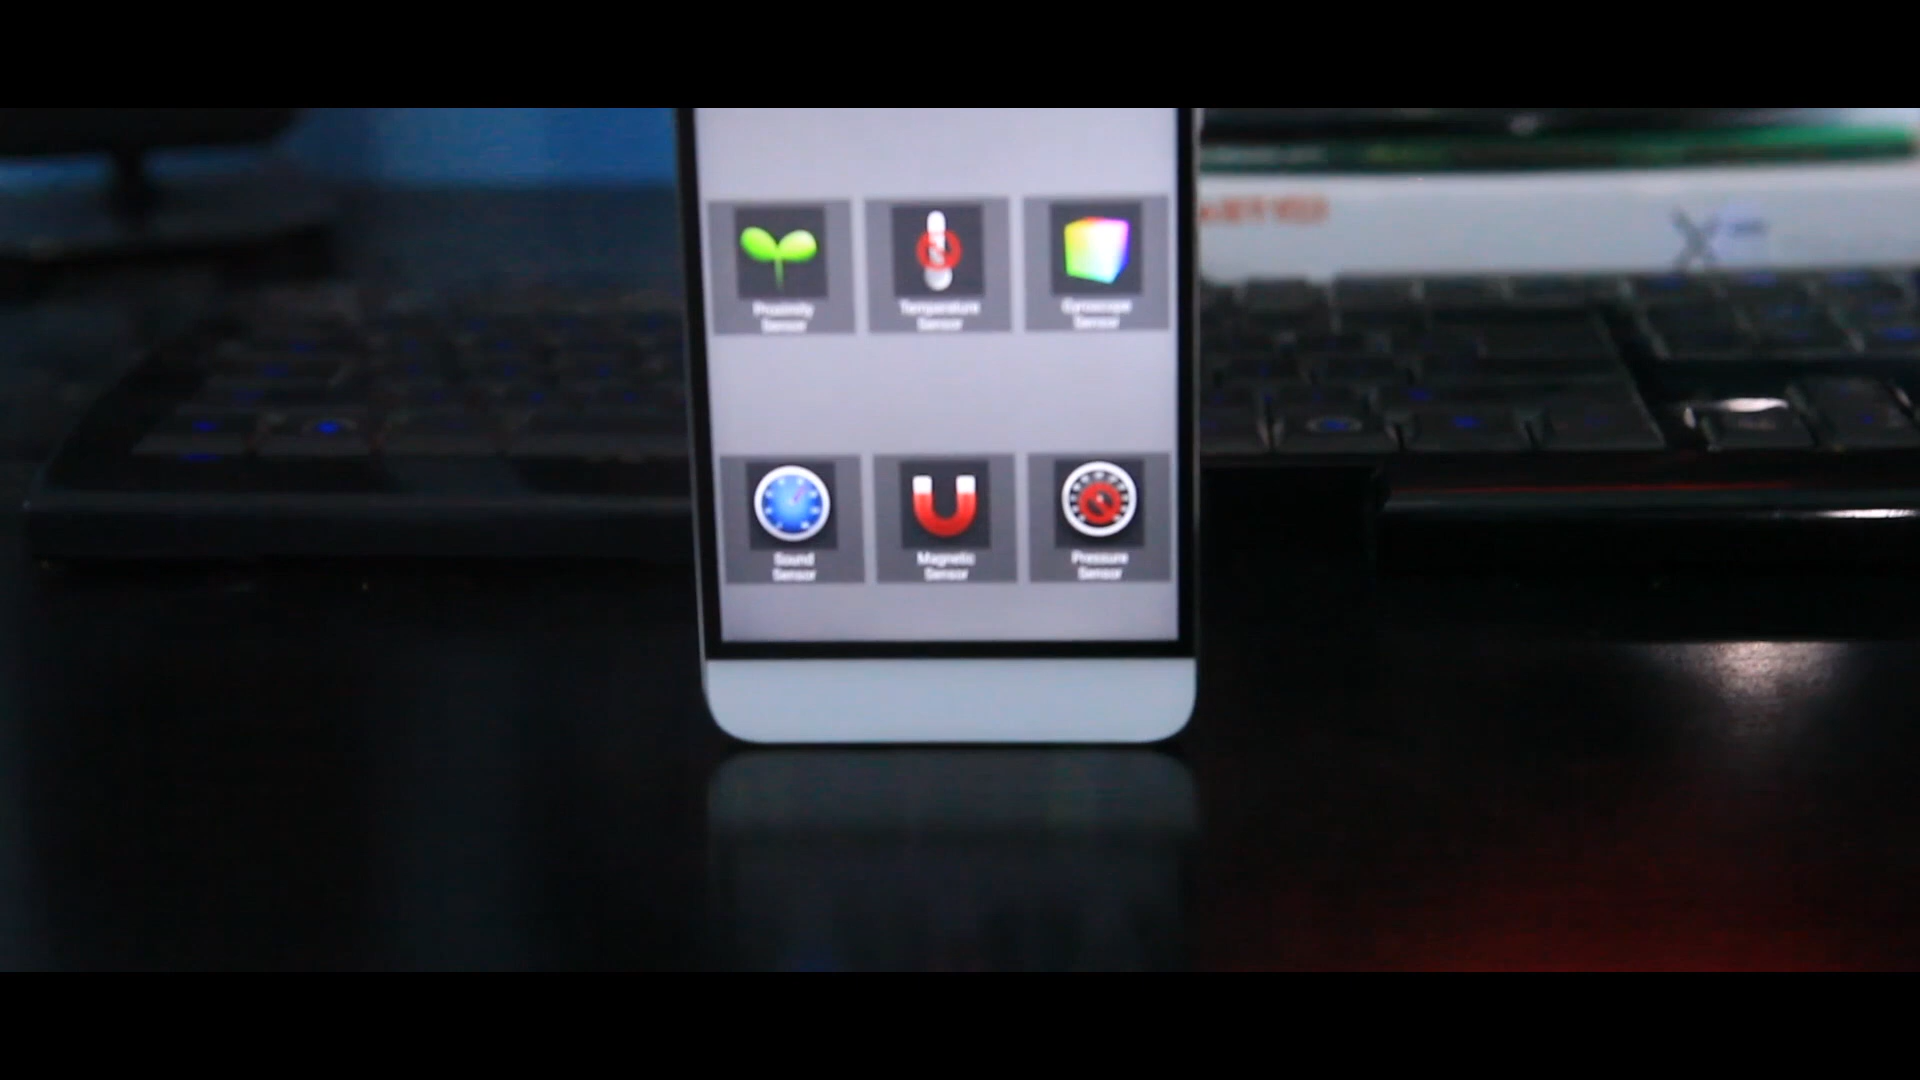 Proximity
Sensor
Temperature
Sensor
Gyroscope
Sensor
Sound
Sensor
Magnetic
Sensor
Pressure
Sensor